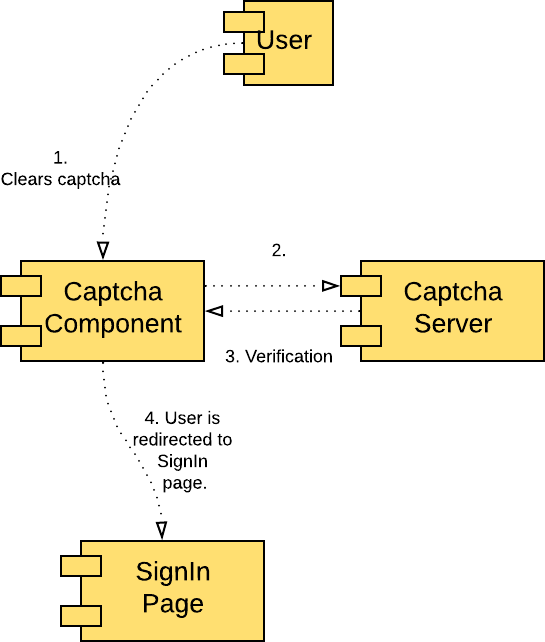 User
1.
Clears captcha
2.
Captcha
Component
Captcha
Server
3. Verification
4. User is
redirected to
SignIn
page.
SignIn
Page